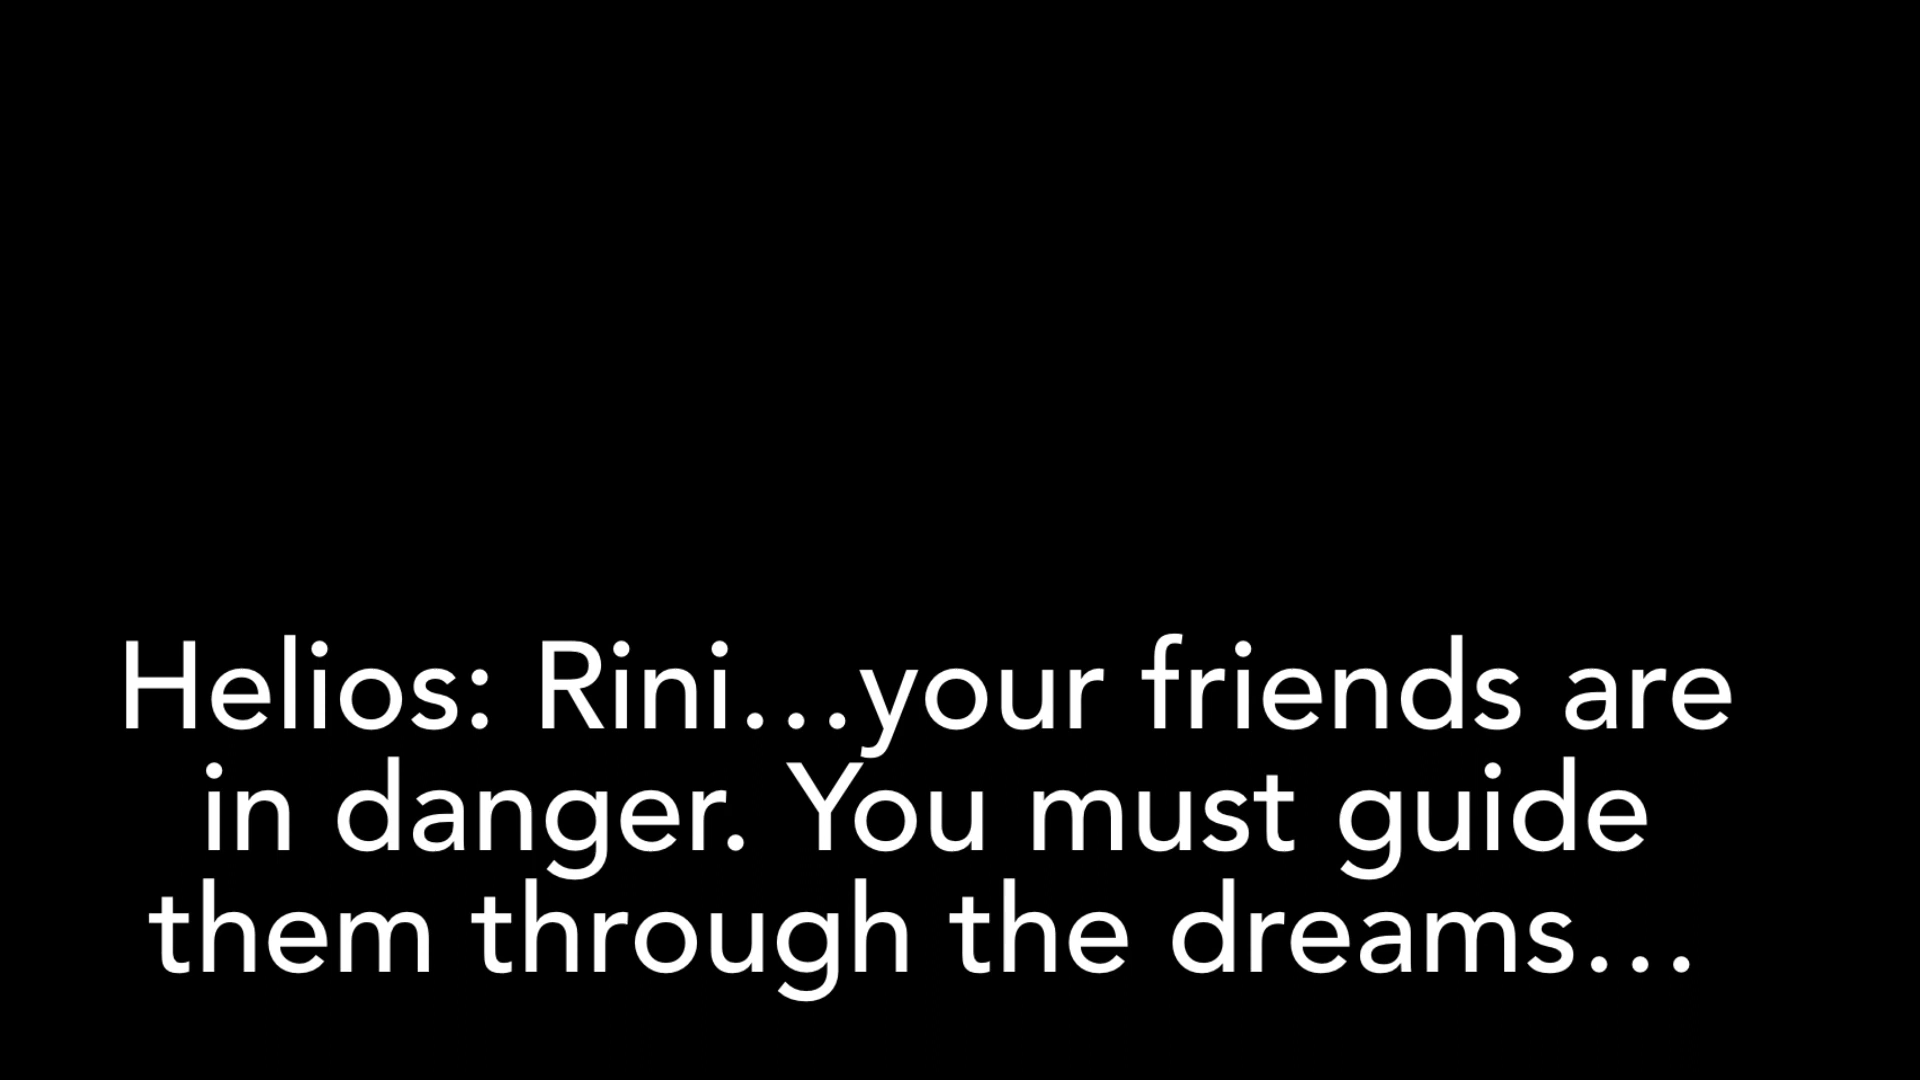 Helios: Rini...your friends are
in danger. You must guide
them through the dreams...